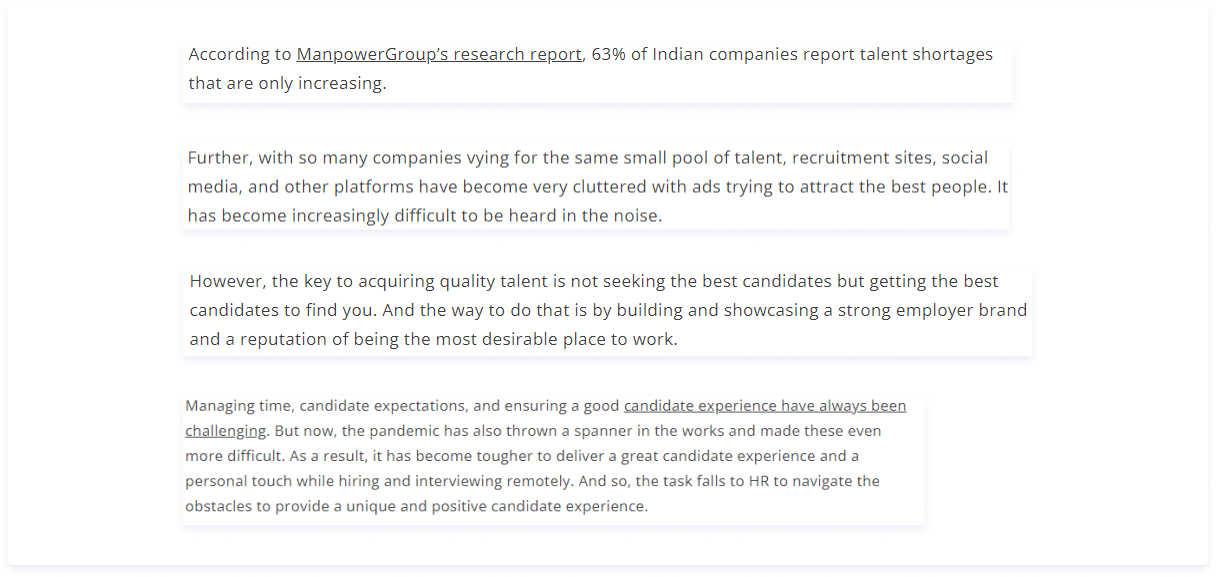 According to ManpowerGroup’s research report, 63% of Indian companies report talent shortages
that are only increasing.
Further, with so many companies vying for the same small pool of talent, recruitment sites, social
media, and other platforms have become very cluttered with ads trying to attract the best people. It
has become increasingly difficult to be heard in the noise.
However, the key to acquiring quality talent is not seeking the best candidates but getting the best
candidates to find you. And the way to do that is by building and showcasing a strong employer brand
and a reputation of being the most desirable place to work.
Managing time, candidate expectations, and ensuring a good candidate experience have always been
challenging. But now, the pandemic has also thrown a spanner in the works and made these even
more difficult. As a result, it has become tougher to deliver a great candidate experience and a
personal touch while hiring and interviewing remotely. And so, the task falls to HR to navigate the
obstacles to provide a unique and positive candidate experience.